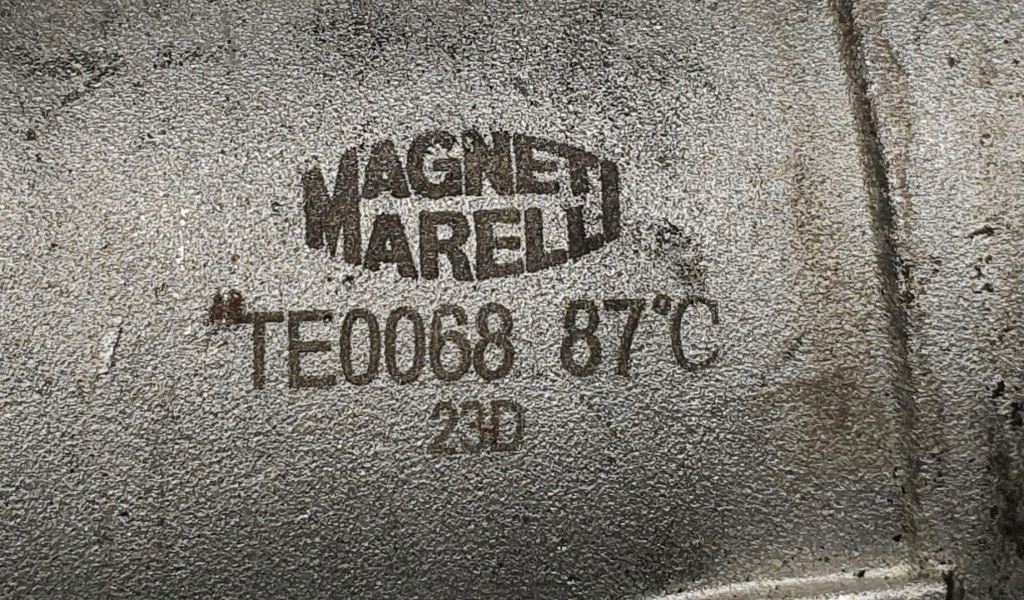 MAGNETI
MARELLI
TE0068 87°C
23D